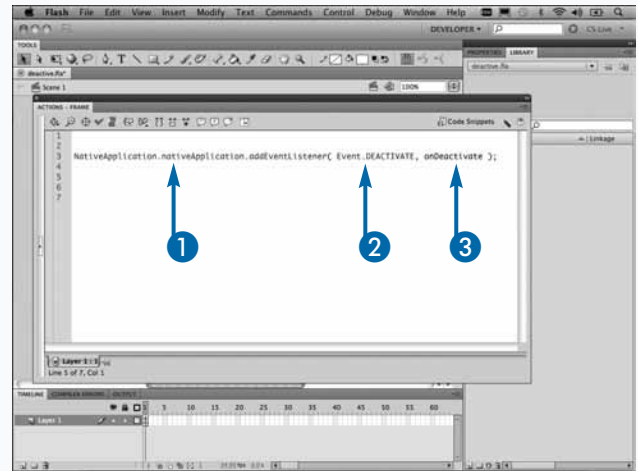 Flash File Edit View Insert Modify Text Commands Control Debug Window Help
DEVELOPER CS Live
TOOLS
PROPERTIES LIBRARY
deactive.fla*
deactive.fla
Scene 1 100%
ACTIONS - FRAME
Code Snippets
Linkage
1
2
3 NativeApplication.nativeApplication.addEventListener( Event.DEACTIVATE, onDeactivate );
4
5
6
7
1 2 3
Layer 1 : 1
Line 5 of 7, Col 1
TIMELINE COMPILER ERRORS OUTPUT
1 5 10 15 20 25 30 35 40 45 50 55 60
Layer 1